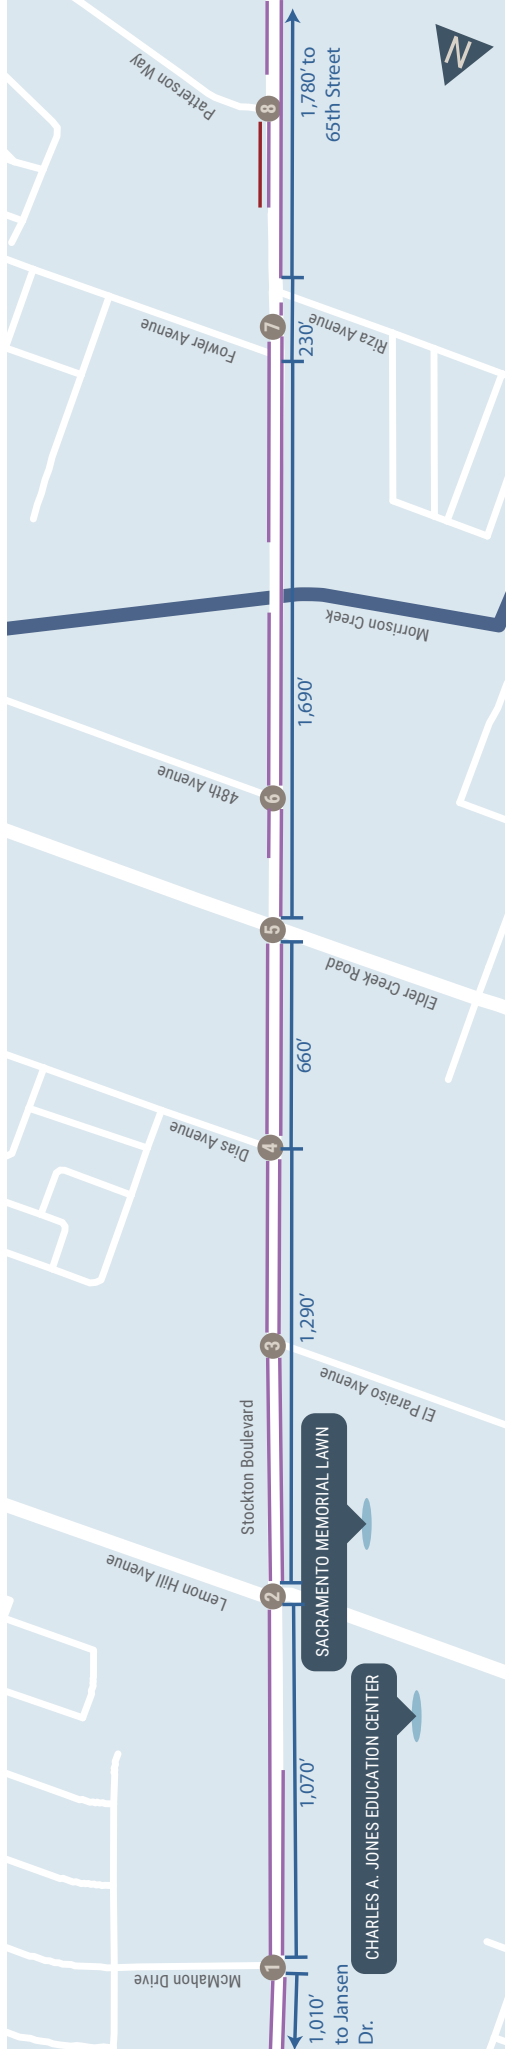 1,780’ to
65th Street
N
Patterson Way
8
7
Fowler Avenue
230’
Riza Avenue
Morrison Creek
1,690’
48th Avenue
6
5
Elder Creek Road
660’
Dias Avenue
4
1,290’
3
El Paraiso Avenue
Stockton Boulevard
SACRAMENTO MEMORIAL LAWN
Lemon Hill Avenue
2
CHARLES A. JONES EDUCATION CENTER
1,070’
McMahon Drive
1
1,010’
to Jansen
Dr.